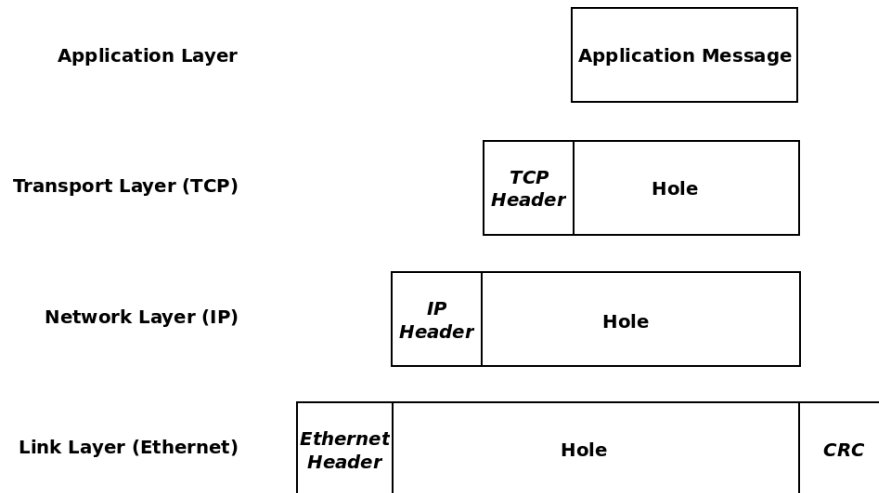 Application Layer
Application Message
Transport Layer (TCP)
TCP
Header
Hole
Network Layer (IP)
IP
Header
Hole
Link Layer (Ethernet)
Ethernet
Header
Hole
CRC